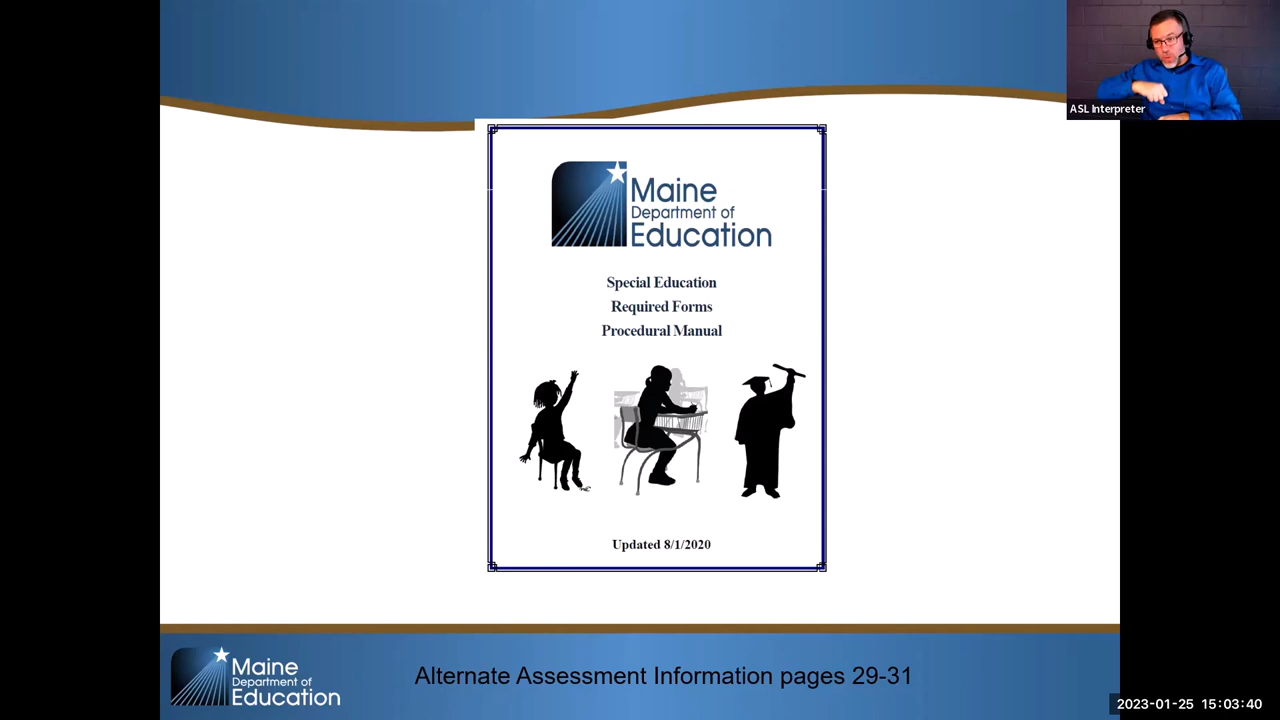 ASL Interpreter
Maine
Department of
Education
Special Education
Required Forms
Procedural Manual
Updated 8/1/2020
Maine
Department of
Education
Alternate Assessment Information pages 29-31
2023-01-25 15:03:40